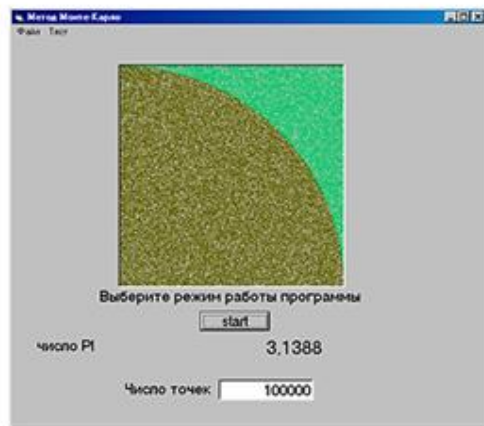 Метод Монте-Карло
Файл Тест
Выберите режим работы программы
start
число PI 3,1388
Число точек 100000